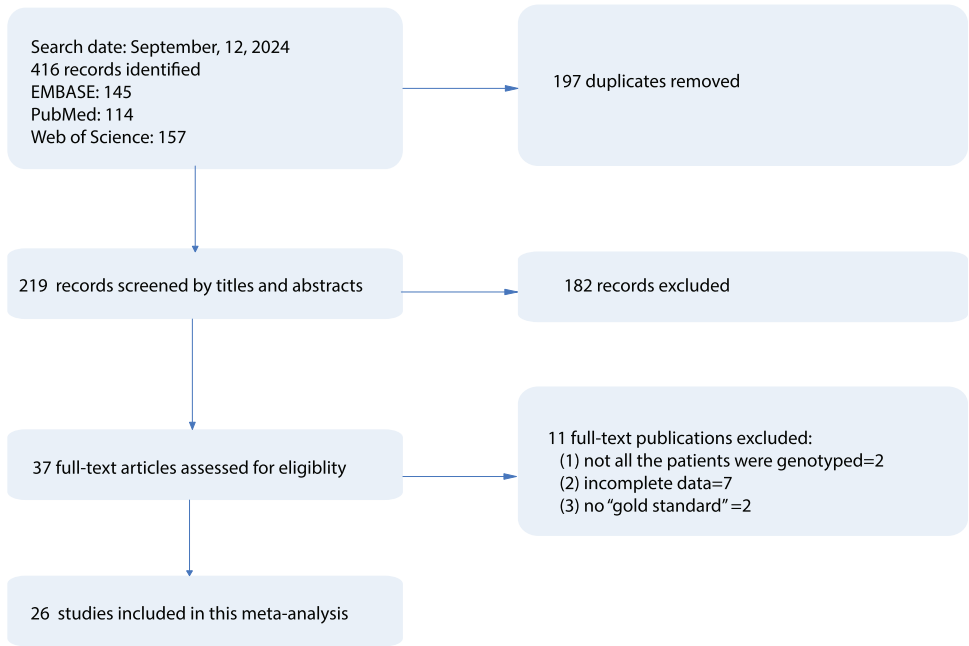 Search date: September, 12, 2024
416 records identified
EMBASE: 145
PubMed: 114
Web of Science: 157
197 duplicates removed
219 records screened by titles and abstracts
182 records excluded
37 full-text articles assessed for eligiblity
11 full-text publications excluded:
(1) not all the patients were genotyped=2
(2) incomplete data=7
(3) no “gold standard” =2
26 studies included in this meta-analysis